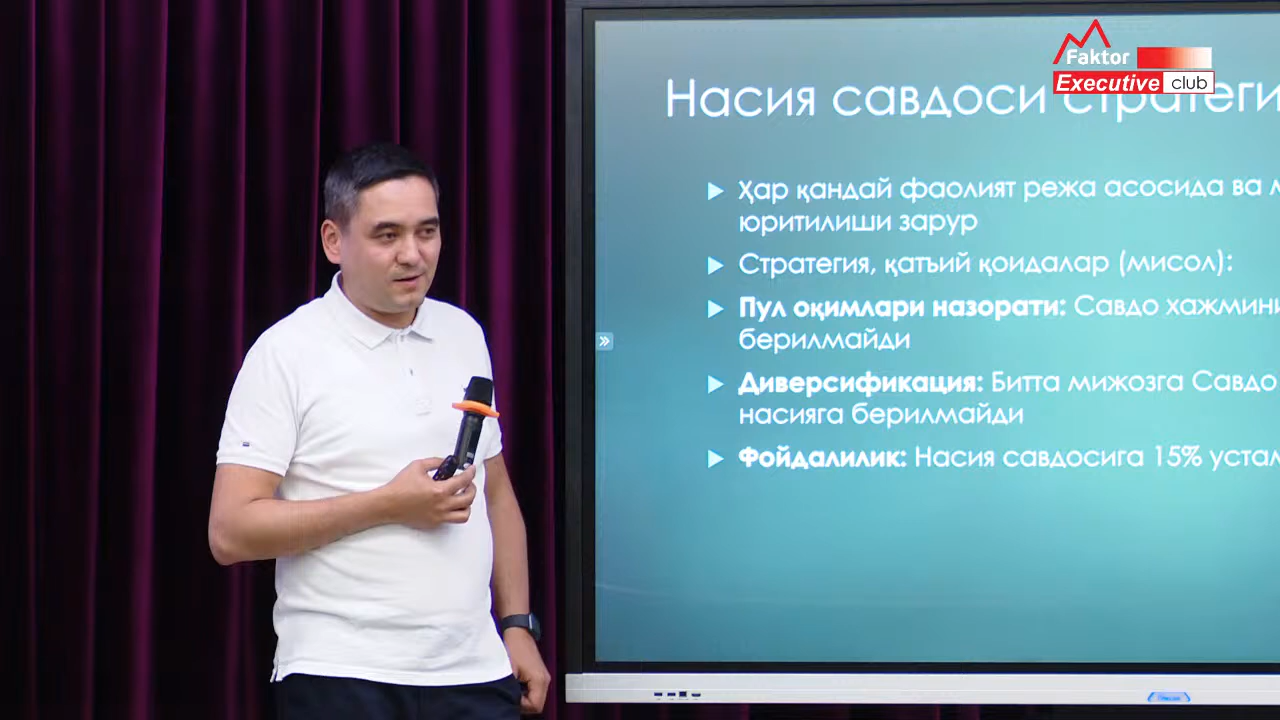 Faktor
Executive club
Насия савдоси стратеги
Ҳар қандай фаолият режа асосида ва
юритилиши зарур
Стратегия, қатъий қоидалар (мисол):
Пул оқимлари назорати: Савдо хажмини
берилмайди
Диверсификация: Битта мижозга Савдо
насияга берилмайди
Фойдалилик: Насия савдосига 15% устал